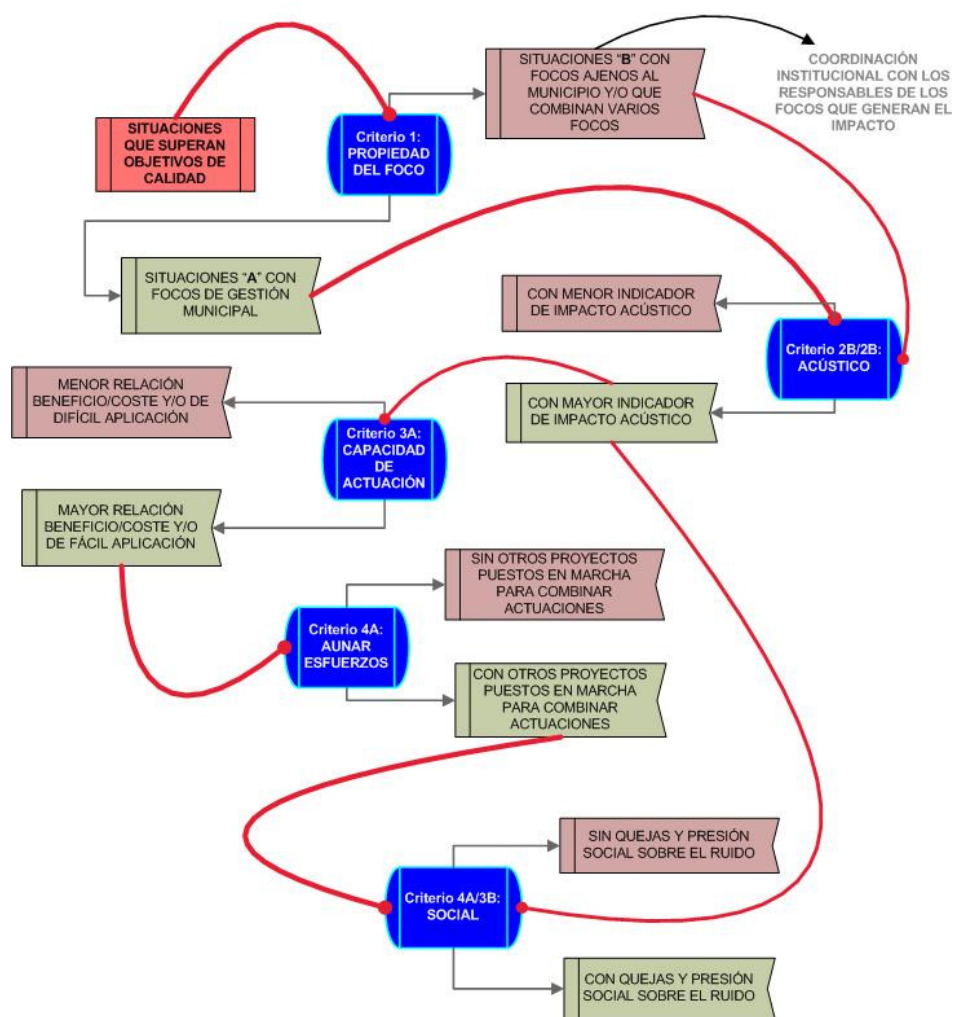 SITUACIONES
QUE SUPERAN
OBJETIVOS DE
CALIDAD
Criterio 1:
PROPIEDAD
DEL FOCO
SITUACIONES "B" CON
FOCOS AJENOS AL
MUNICIPIO Y/O QUE
COMBINAN VARIOS
FOCOS
COORDINACIÓN
INSTITUCIONAL CON LOS
RESPONSABLES DE LOS
FOCOS QUE GENERAN EL
IMPACTO
SITUACIONES "A" CON
FOCOS DE GESTIÓN
MUNICIPAL
CON MENOR INDICADOR
DE IMPACTO ACÚSTICO
Criterio 2B/2B:
ACÚSTICO
CON MAYOR INDICADOR
DE IMPACTO ACÚSTICO
MENOR RELACIÓN
BENEFICIO/COSTE Y/O DE
DIFÍCIL APLICACIÓN
Criterio 3A:
CAPACIDAD
DE
ACTUACIÓN
MAYOR RELACIÓN
BENEFICIO/COSTE Y/O
DE FÁCIL APLICACIÓN
SIN OTROS PROYECTOS
PUESTOS EN MARCHA
PARA COMBINAR
ACTUACIONES
Criterio 4A:
AUNAR
ESFUERZOS
CON OTROS PROYECTOS
PUESTOS EN MARCHA
PARA COMBINAR
ACTUACIONES
SIN QUEJAS Y PRESIÓN
SOCIAL SOBRE EL RUIDO
Criterio 4A/3B:
SOCIAL
CON QUEJAS Y PRESIÓN
SOCIAL SOBRE EL RUIDO